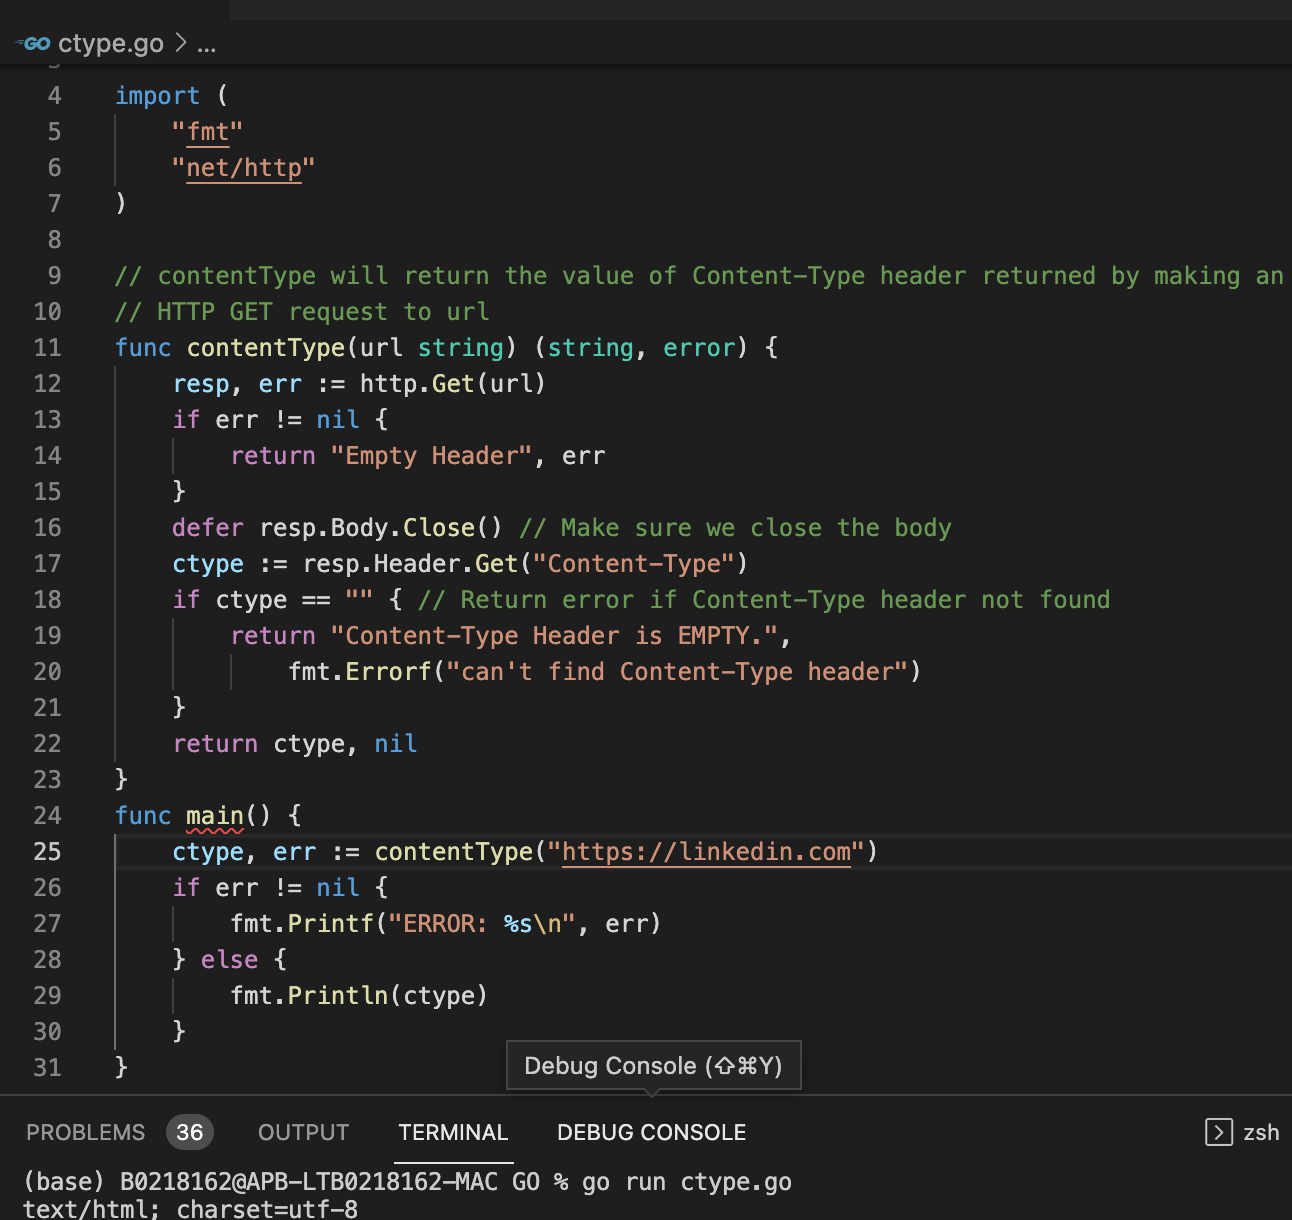 GO ctype.go > ...
4 import (
5 "fmt"
6 "net/http"
7 )
8
9 // contentType will return the value of Content-Type header returned by making an
10 // HTTP GET request to url
11 func contentType(url string) (string, error) {
12 resp, err := http.Get(url)
13 if err != nil {
14 return "Empty Header", err
15 }
16 defer resp.Body.Close() // Make sure we close the body
17 ctype := resp.Header.Get("Content-Type")
18 if ctype == "" { // Return error if Content-Type header not found
19 return "Content-Type Header is EMPTY.",
20 fmt.Errorf("can't find Content-Type header")
21 }
22 return ctype, nil
23 }
24 func main() {
25 ctype, err := contentType("https://linkedin.com")
26 if err != nil {
27 fmt.Printf("ERROR: %s\n", err)
28 } else {
29 fmt.Println(ctype)
30 }
31 }
Debug Console (⇧⌘Y)
PROBLEMS 36 OUTPUT TERMINAL DEBUG CONSOLE zsh
(base) B0218162@APB-LTB0218162-MAC GO % go run ctype.go
text/html; charset=utf-8